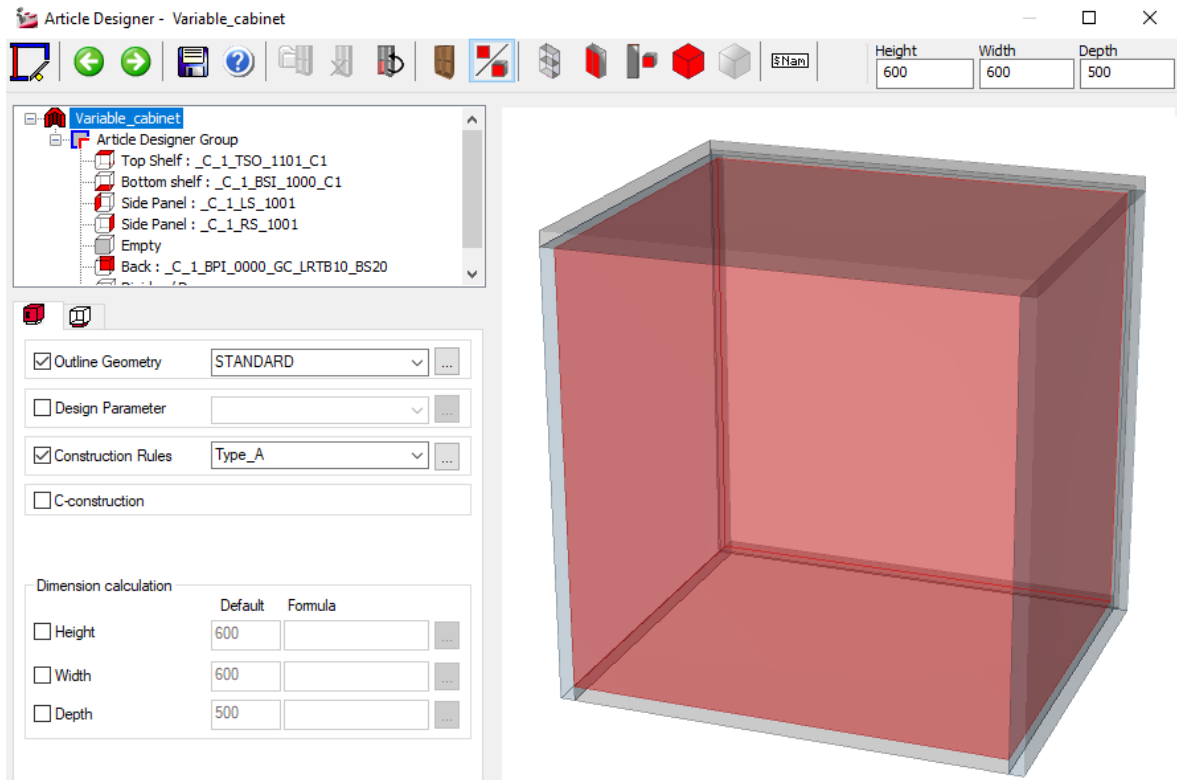 Article Designer - Variable_cabinet
Height Width Depth
$Nam 600 600 500
Variable_cabinet
Article Designer Group
Top Shelf : _C_1_TSO_1101_C1
Bottom shelf : _C_1_BSI_1000_C1
Side Panel : _C_1_LS_1001
Side Panel : _C_1_RS_1001
Empty
Back : _C_1_BPI_0000_GC_LRTB10_BS20
Outline Geometry STANDARD ...
Design Parameter ...
Construction Rules Type_A ...
C-construction
Dimension calculation
Default Formula
Height 600 ...
Width 600 ...
Depth 500 ...